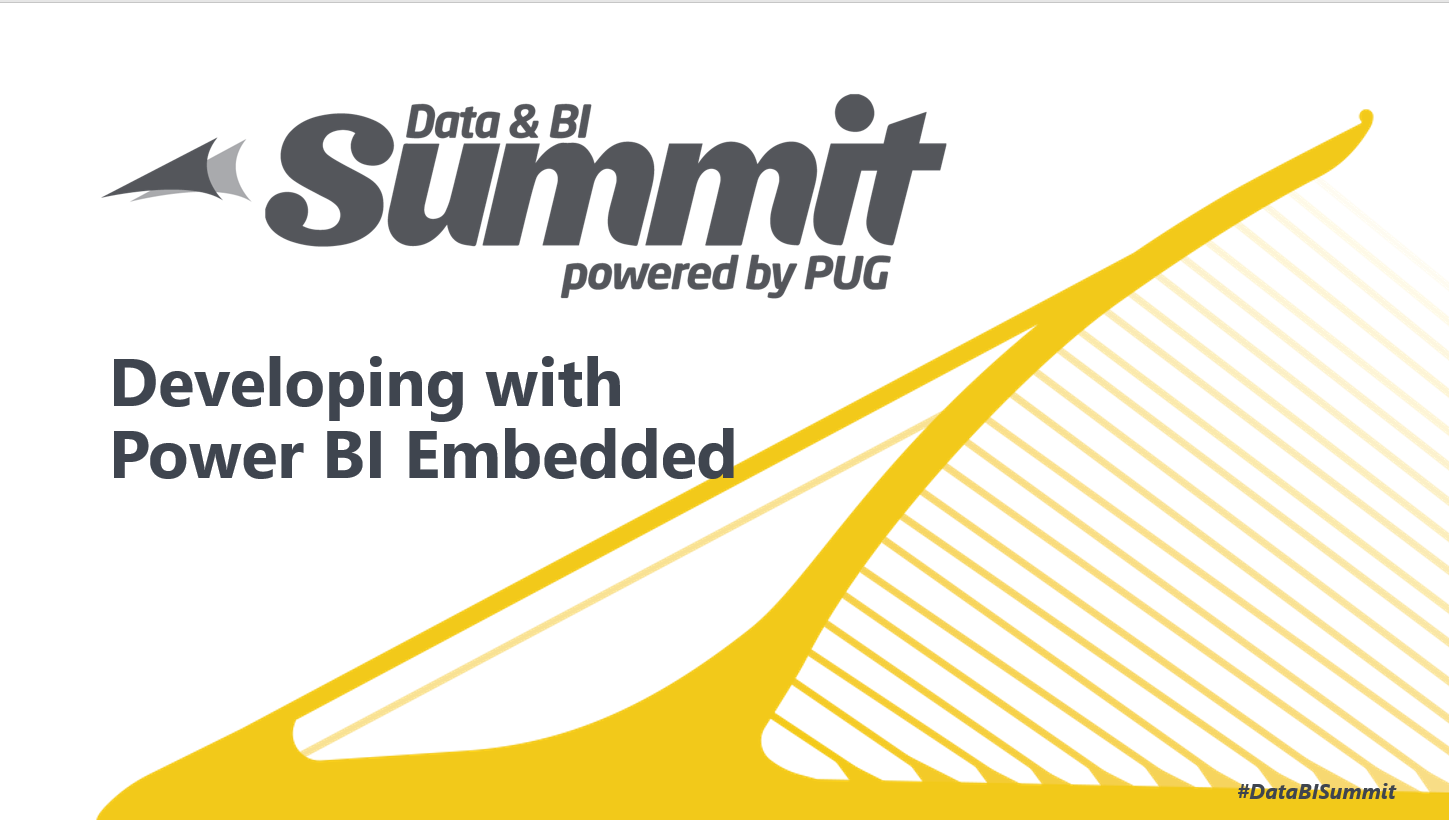 Data & BI
Summit
powered by PUG
Developing with
Power BI Embedded
#DataBISummit